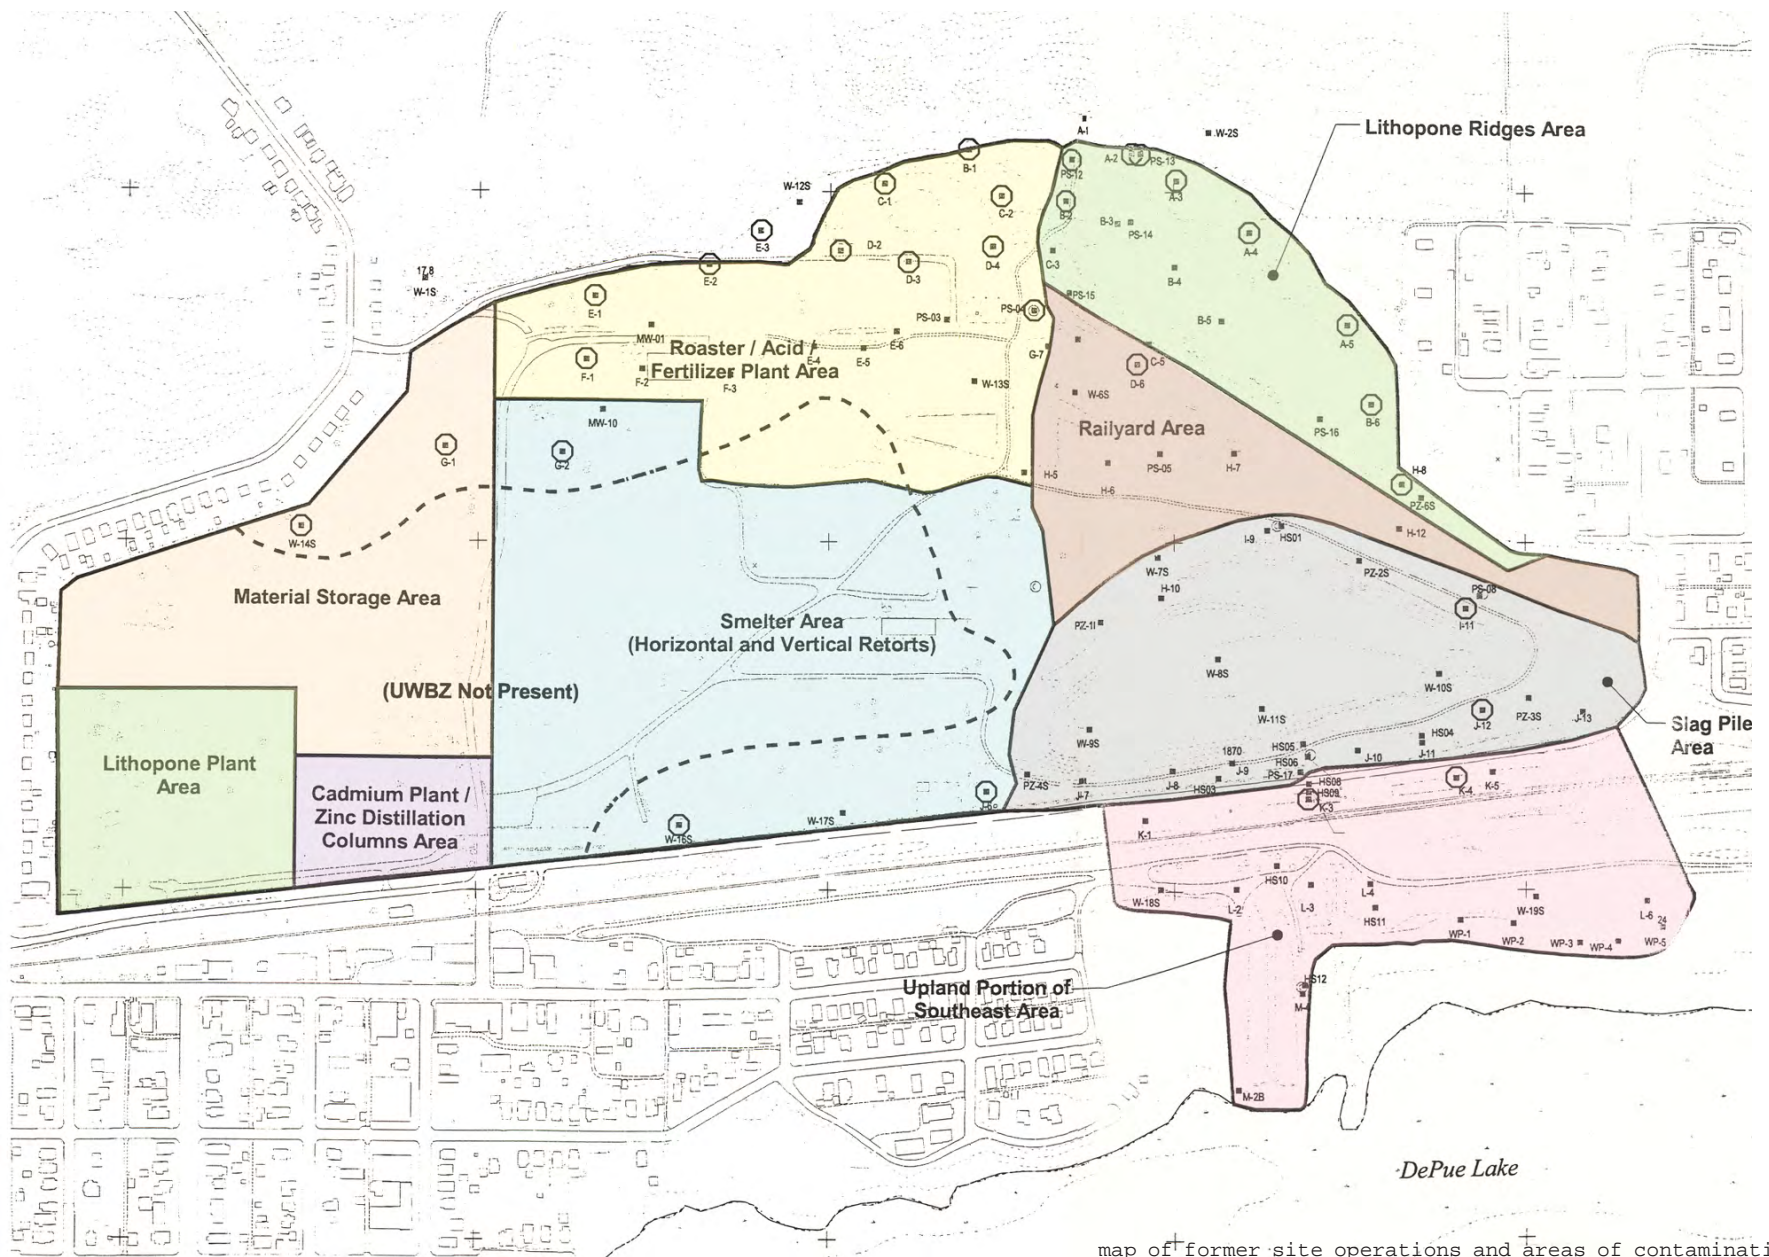 A-1
W-2S
Lithopone Ridges Area
B-1
PS-12
A-2
PS-13
W-12S
C-1
C-2
B-2
A-3
B-3
PS-14
E-3
D-2
D-4
C-3
A-4
17.8
W-1S
E-2
D-3
B-4
E-1
PS-15
PS-03
B-5
A-5
MW-01
Roaster / Acid /
Fertilizer Plant Area
E-4
E-5
E-6
G-7
C-5
F-1
F-2
F-3
W-13S
D-6
W-6S
MW-10
Railyard Area
PS-16
B-6
G-1
G-2
H-5
H-6
PS-05
H-7
H-8
PZ-6S
W-14S
I-9
HS01
H-12
W-7S
PZ-2S
Material Storage Area
H-10
PS-08
I-11
Smelter Area
(Horizontal and Vertical Retorts)
PZ-1I
W-8S
W-10S
(UWBZ Not Present)
W-11S
J-12
PZ-3S
J-13
Slag Pile
Area
W-9S
HS05
HS04
1870
J-9
HS06
J-10
J-11
Lithopone Plant
Area
PZ-4S
J-7
J-8
HS03
PS-17
HS08
HS09
K-3
K-4
K-5
Cadmium Plant /
Zinc Distillation
Columns Area
J-6
W-17S
W-16S
K-1
HS10
W-18S
L-2
L-3
L-4
HS11
W-19S
L-6
24
WP-1
WP-2
WP-3
WP-4
WP-5
Upland Portion of
Southeast Area
HS12
M-2B
DePue Lake
map of former site operations and areas of contaminati